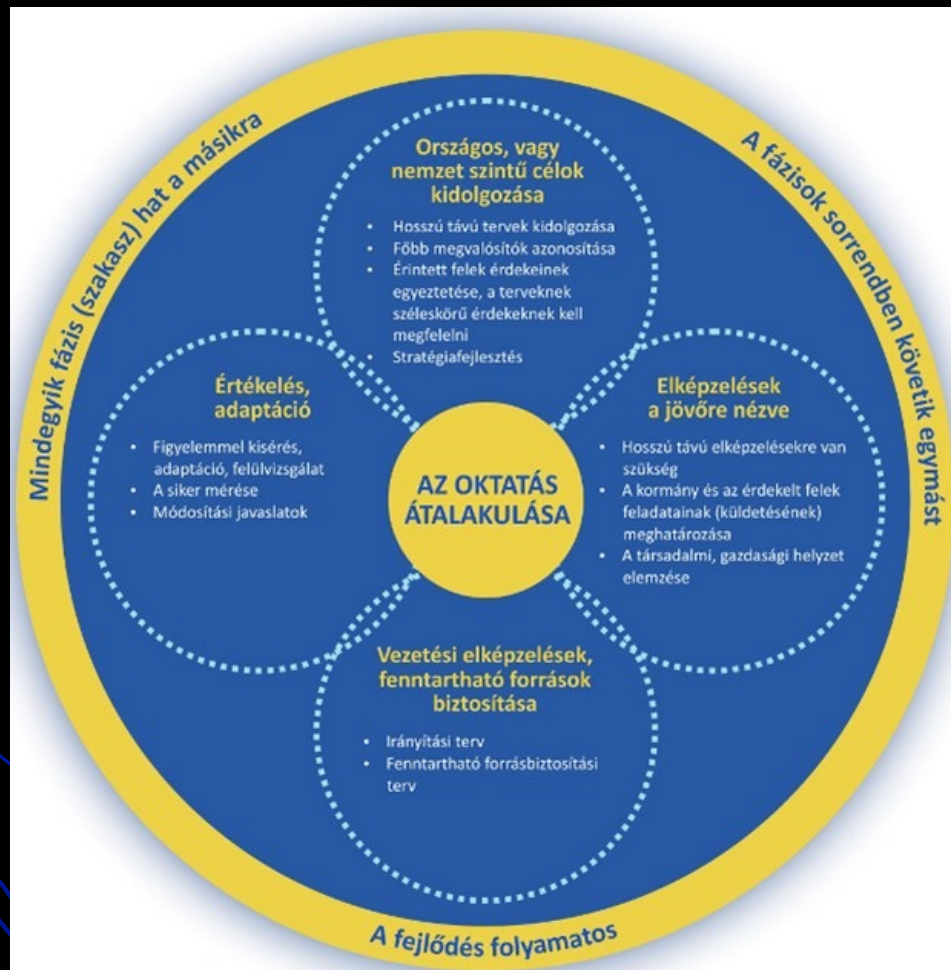 Mindegyik fázis (szakasz) hat a másikra
A fázisok sorrendben követik egymást
Országos, vagy
nemzet szintű célok
kidolgozása
• Hosszú távú tervek kidolgozása
• Főbb megvalósítók azonosítása
• Érintett felek érdekeinek
egyeztetése, a terveknek
széleskörű érdekeknek kell
megfelelni
• Stratégiafejlesztés
Értékelés,
adaptáció
• Figyelemmel kisérés,
adaptáció, felülvizsgálat
• A siker mérése
• Módosítási javaslatok
AZ OKTATÁS
ÁTALAKULÁSA
Elképzelések
a jövőre nézve
• Hosszú távú elképzelésekre van
szükség
• A kormány és az érdekelt felek
feladatainak (küldetésének)
meghatározása
• A társadalmi, gazdasági helyzet
elemzése
Vezetési elképzelések,
fenntartható források
biztosítása
• Irányítási terv
• Fenntartható forrásbiztosítási
terv
A fejlődés folyamatos